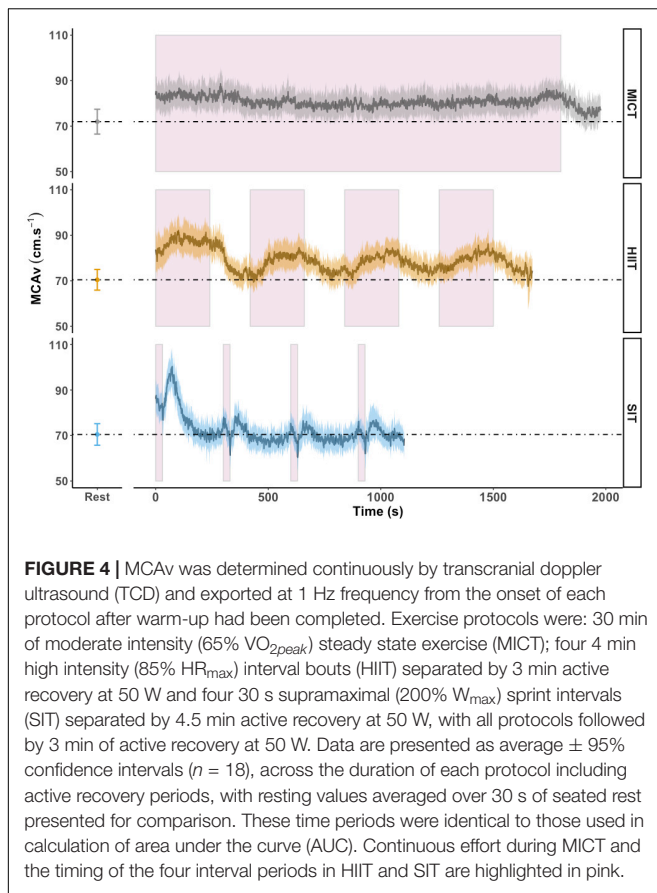 110
90
70
50
MICT
110
90
70
50
HIIT
MCAv (cm.s⁻¹)
110
90
70
50
SIT
Rest
0
500
1000
1500
2000
Time (s)
FIGURE 4 | MCAv was determined continuously by transcranial doppler
ultrasound (TCD) and exported at 1 Hz frequency from the onset of each
protocol after warm-up had been completed. Exercise protocols were: 30 min
of moderate intensity (65% VO2peak) steady state exercise (MICT); four 4 min
high intensity (85% HRmax) interval bouts (HIIT) separated by 3 min active
recovery at 50 W and four 30 s supramaximal (200% Wmax) sprint intervals
(SIT) separated by 4.5 min active recovery at 50 W, with all protocols followed
by 3 min of active recovery at 50 W. Data are presented as average ± 95%
confidence intervals (n = 18), across the duration of each protocol including
active recovery periods, with resting values averaged over 30 s of seated rest
presented for comparison. These time periods were identical to those used in
calculation of area under the curve (AUC). Continuous effort during MICT and
the timing of the four interval periods in HIIT and SIT are highlighted in pink.